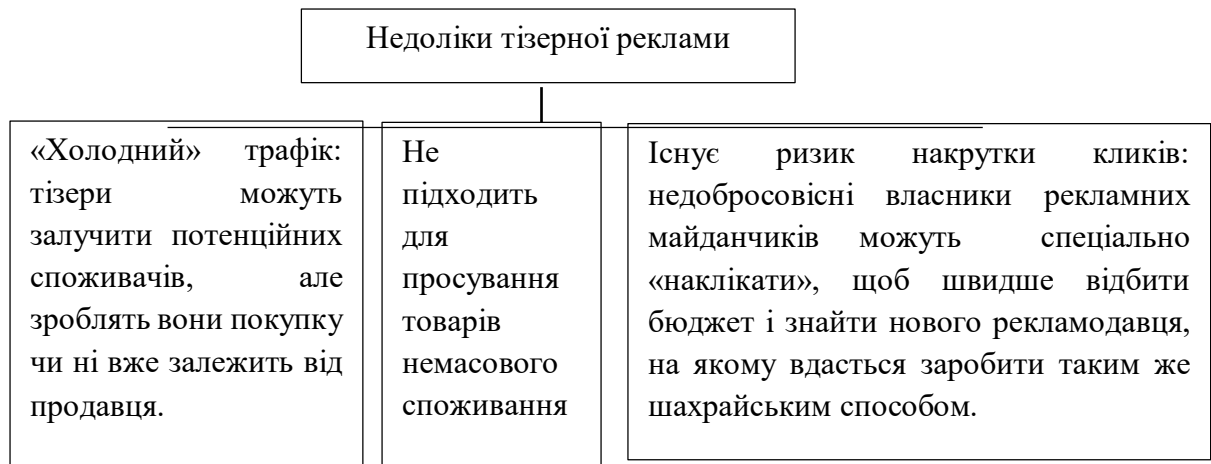 Недоліки тізерної реклами
«Холодний» трафік:
тізери можуть
залучити потенційних
споживачів, але
зроблять вони покупку
чи ні вже залежить від
продавця.
Не
підходить
для
просування
товарів
немасового
споживання
Існує ризик накрутки кликів:
недобросовісні власники рекламних
майданчиків можуть спеціально
«наклікати», щоб швидше відбити
бюджет і знайти нового рекламодавця,
на якому вдасться заробити таким же
шахрайським способом.